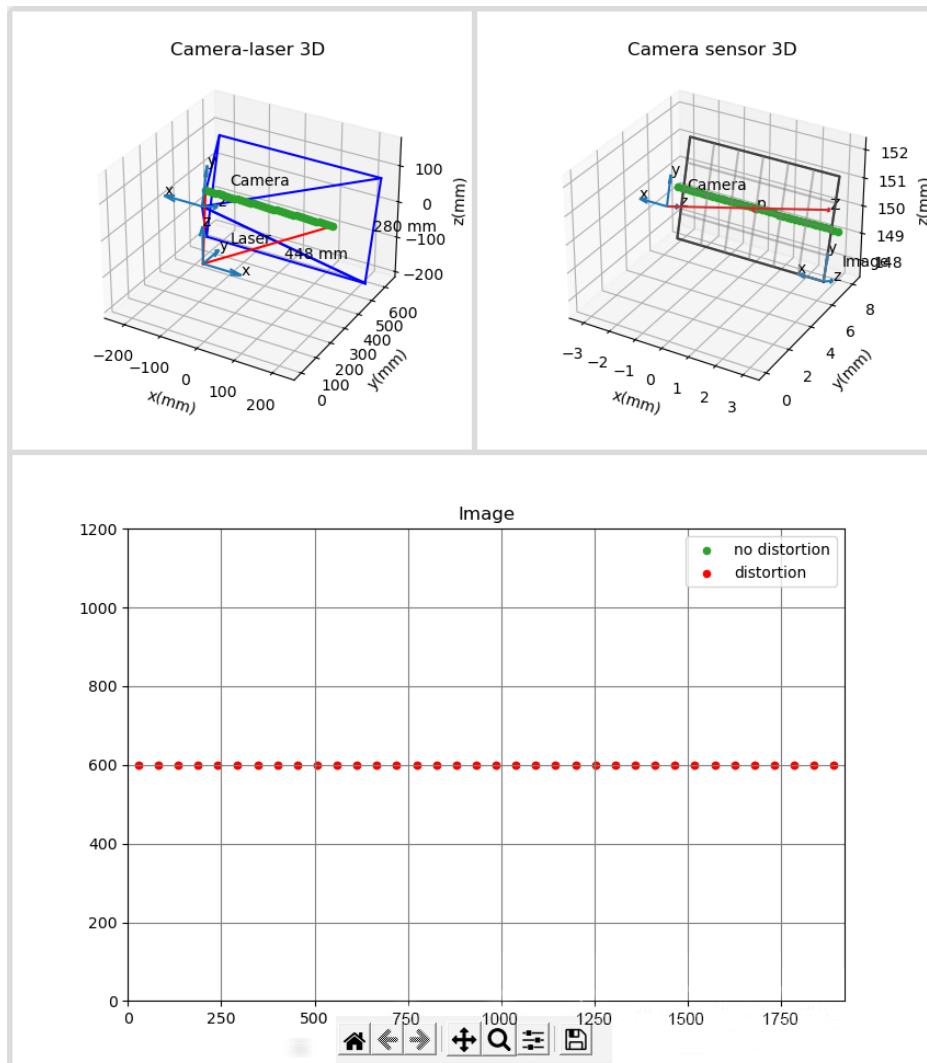 Camera-laser 3D
y
x
Camera
z
z
Laser
y
x
448 mm
280 mm
100
0
−100
−200
z(mm)
−200
−100
0
100
200
x(mm)
0
100
200
300
400
500
600
y(mm)
Camera sensor 3D
y
x
Camera
z
p
Z
y
Image
x
z
152
151
150
149
148
z(mm)
−3
−2
−1
0
1
2
3
x(mm)
0
2
4
6
8
y(mm)
Image
no distortion
distortion
1200
1000
800
600
400
200
0
0
250
500
750
1000
1250
1500
1750